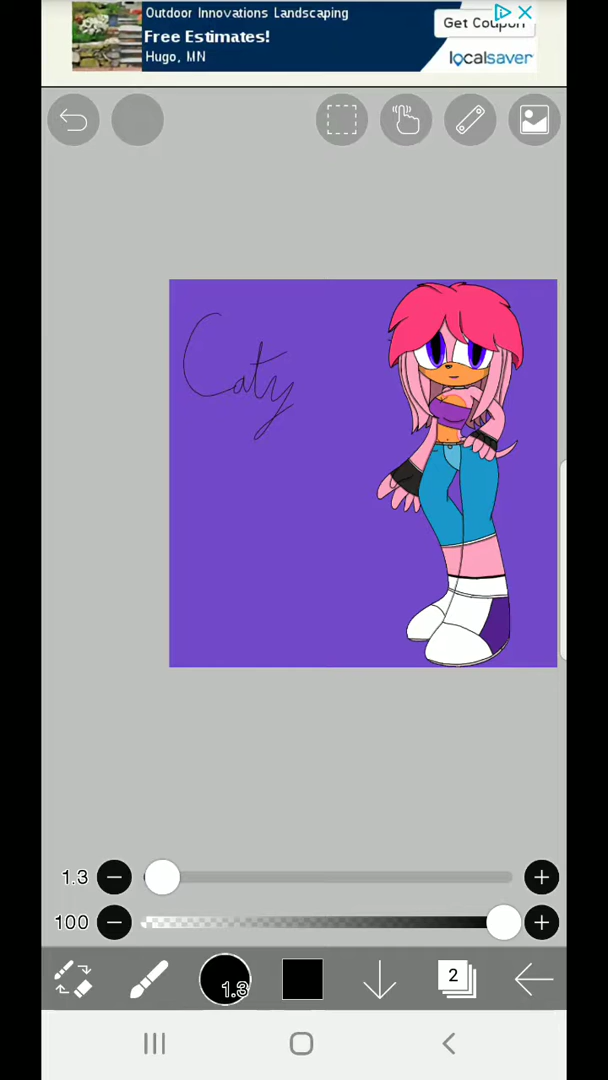 Outdoor Innovations Landscaping
Free Estimates!
Hugo, MN
Get Coupon
localsaver
Caty
1.3
100
1.3
2